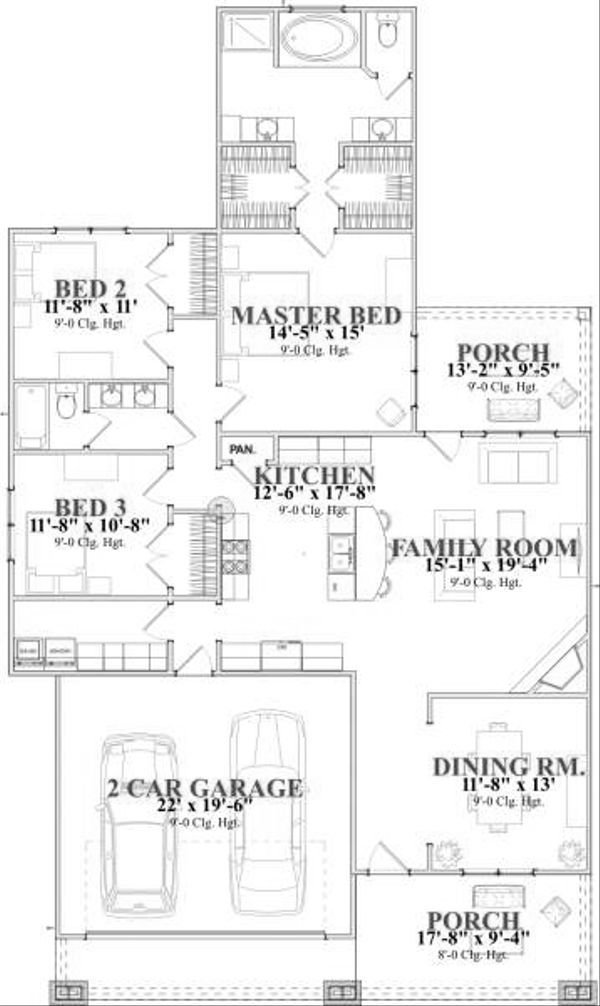 BED 2
11'-8" x 11'
9'-0 Clg. Hgt.
MASTER BED
14'-5" x 15'
9'-0 Clg. Hgt.
PORCH
13'-2" x 9'-5"
9'-0 Clg. Hgt.
PAN.
KITCHEN
12'-6" x 17'-8"
9'-0 Clg. Hgt.
BED 3
11'-8" x 10'-8"
9'-0 Clg. Hgt.
FAMILY ROOM
15'-1" x 19'-4"
9'-0 Clg. Hgt.
2 CAR GARAGE
22' x 19'-6"
9'-0 Clg. Hgt.
DINING RM.
11'-8" x 13'
9'-0 Clg. Hgt.
PORCH
17'-8" x 9'-4"
8'-0 Clg. Hgt.